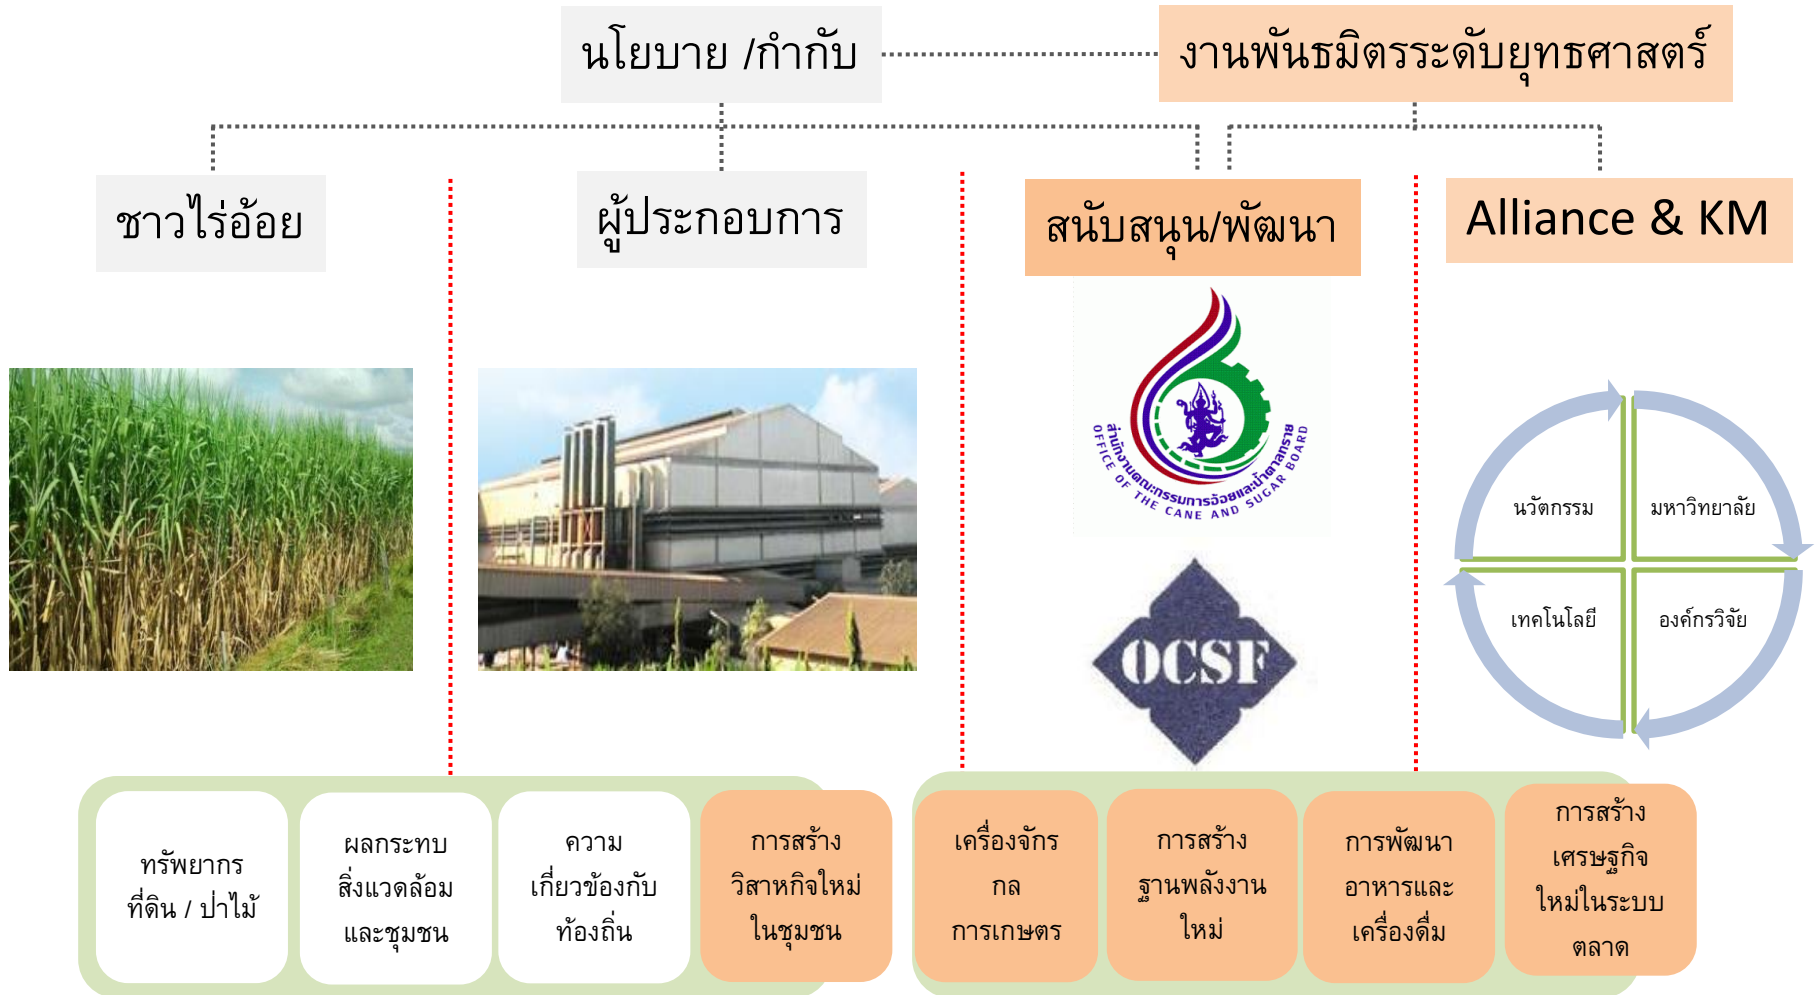 นโยบาย /กำกับ
งานพันธมิตรระดับยุทธศาสตร์
ชาวไร่อ้อย
ผู้ประกอบการ
สนับสนุน/พัฒนา
Alliance & KM
สำนักงานคณะกรรมการอ้อยและน้ำตาลทราย
OFFICE OF THE CANE AND SUGAR BOARD
OCSF
นวัตกรรม
มหาวิทยาลัย
เทคโนโลยี
องค์กรวิจัย
ทรัพยากร
ที่ดิน / ป่าไม้
ผลกระทบ
สิ่งแวดล้อม
และชุมชน
ความ
เกี่ยวข้องกับ
ท้องถิ่น
การสร้าง
วิสาหกิจใหม่
ในชุมชน
เครื่องจักร
กล
การเกษตร
การสร้าง
ฐานพลังงาน
ใหม่
การพัฒนา
อาหารและ
เครื่องดื่ม
การสร้าง
เศรษฐกิจ
ใหม่ในระบบ
ตลาด